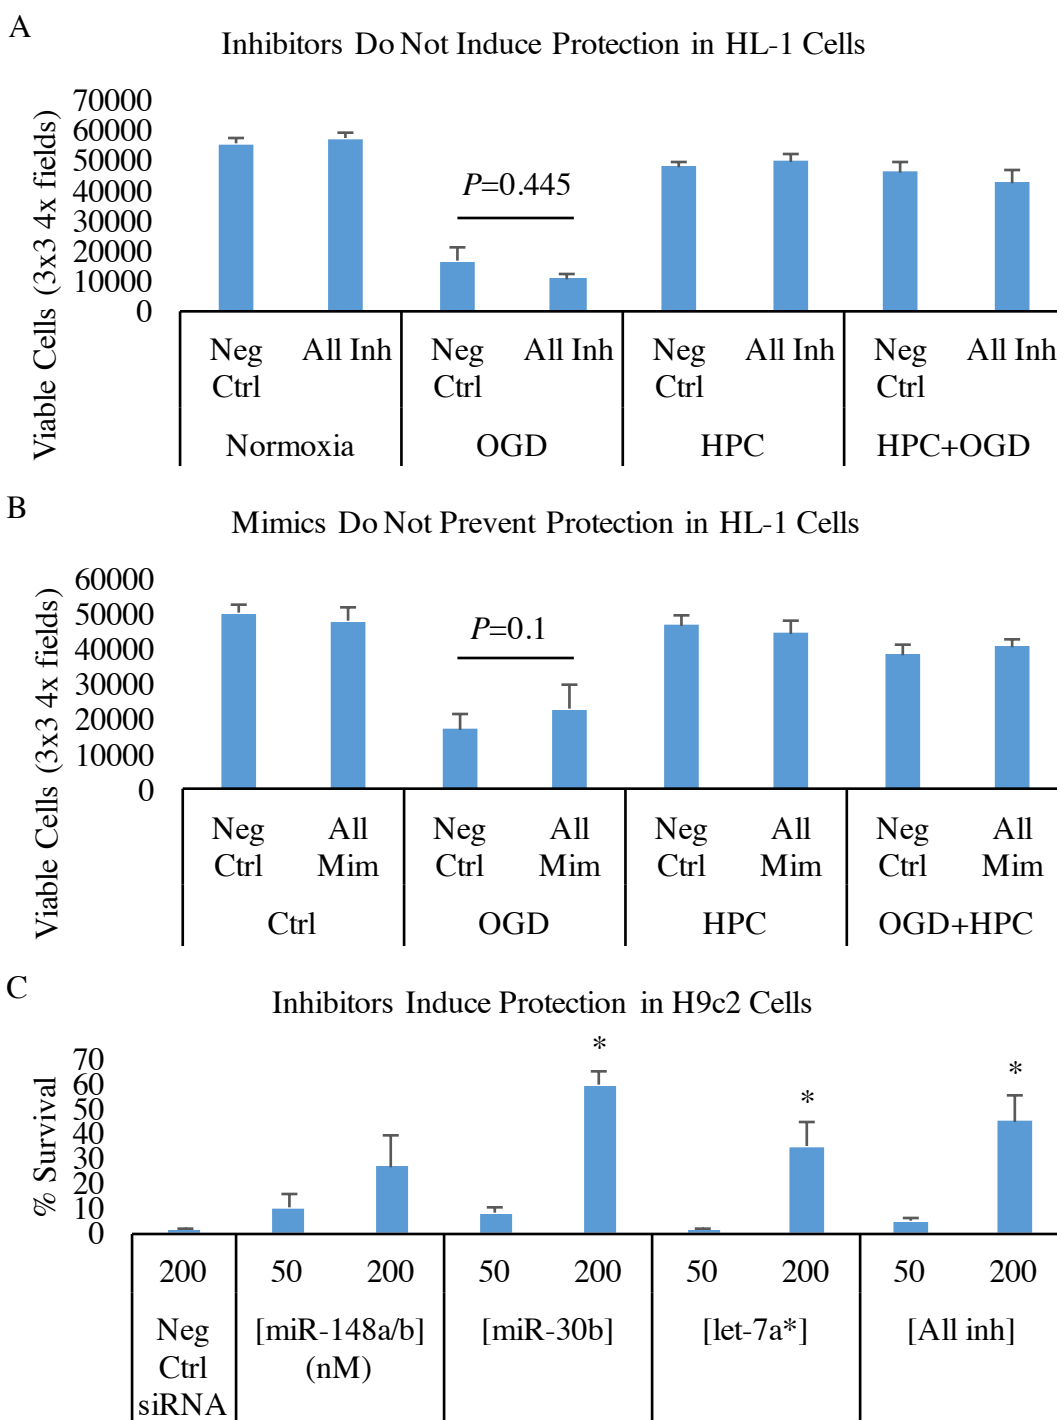 A
Inhibitors Do Not Induce Protection in HL-1 Cells
Viable Cells (3x3 4x fields)
70000
60000
50000
40000
30000
20000
10000
0
P=0.445
Neg Ctrl
All Inh
Neg Ctrl
All Inh
Neg Ctrl
All Inh
Neg Ctrl
All Inh
Normoxia
OGD
HPC
HPC+OGD
B
Mimics Do Not Prevent Protection in HL-1 Cells
Viable Cells (3x3 4x fields)
60000
50000
40000
30000
20000
10000
0
P=0.1
Neg Ctrl
All Mim
Neg Ctrl
All Mim
Neg Ctrl
All Mim
Neg Ctrl
All Mim
Ctrl
OGD
HPC
OGD+HPC
C
Inhibitors Induce Protection in H9c2 Cells
% Survival
70
60
50
40
30
20
10
0
*
*
*
200
50
200
50
200
50
200
50
200
Neg
Ctrl
siRNA
[miR-148a/b]
(nM)
[miR-30b]
[let-7a*]
[All inh]